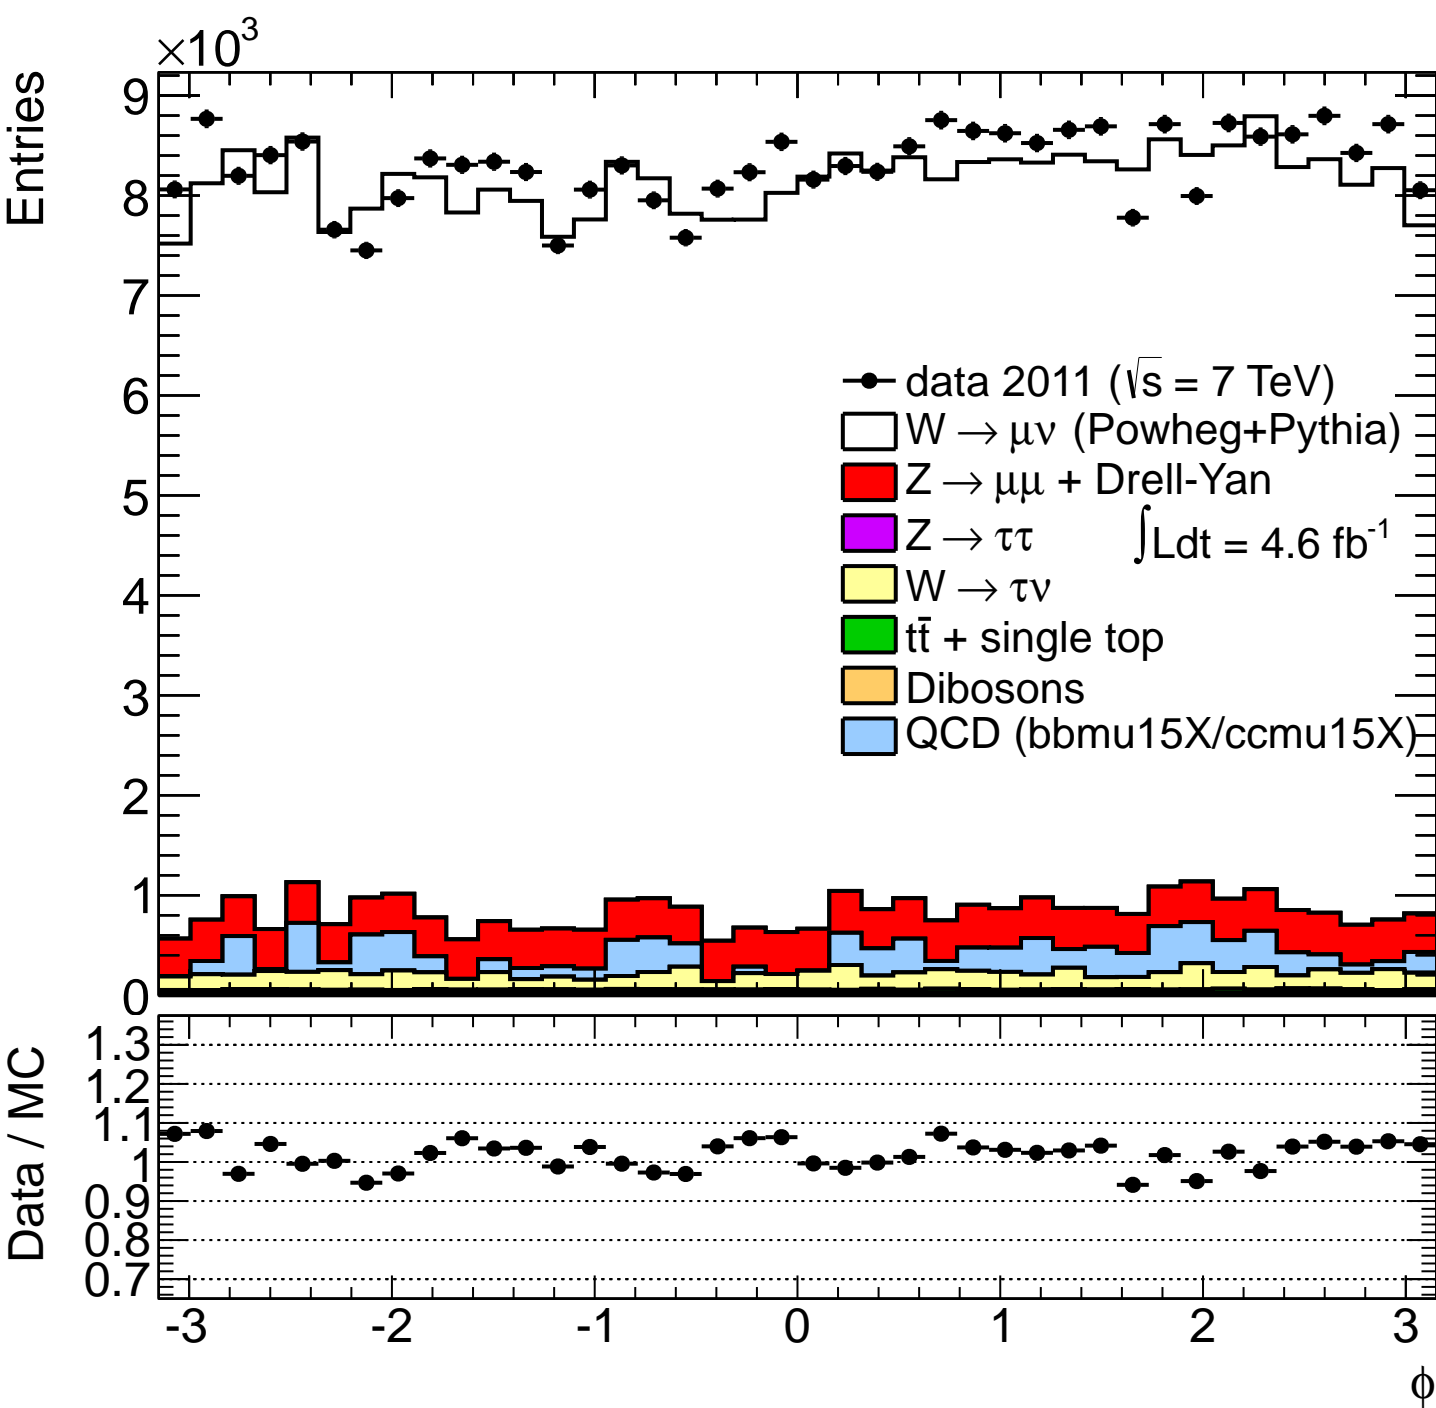 ×10³
Entries
9
8
7
6
5
4
3
2
1
0
data 2011 (√s = 7 TeV)
W → μν (Powheg+Pythia)
Z → μμ + Drell-Yan
Z → ττ
∫Ldt = 4.6 fb⁻¹
W → τν
tt̄ + single top
Dibosons
QCD (bbmu15X/ccmu15X)
Data / MC
1.3
1.2
1.1
1
0.9
0.8
0.7
-3 -2 -1 0 1 2 3
ϕ